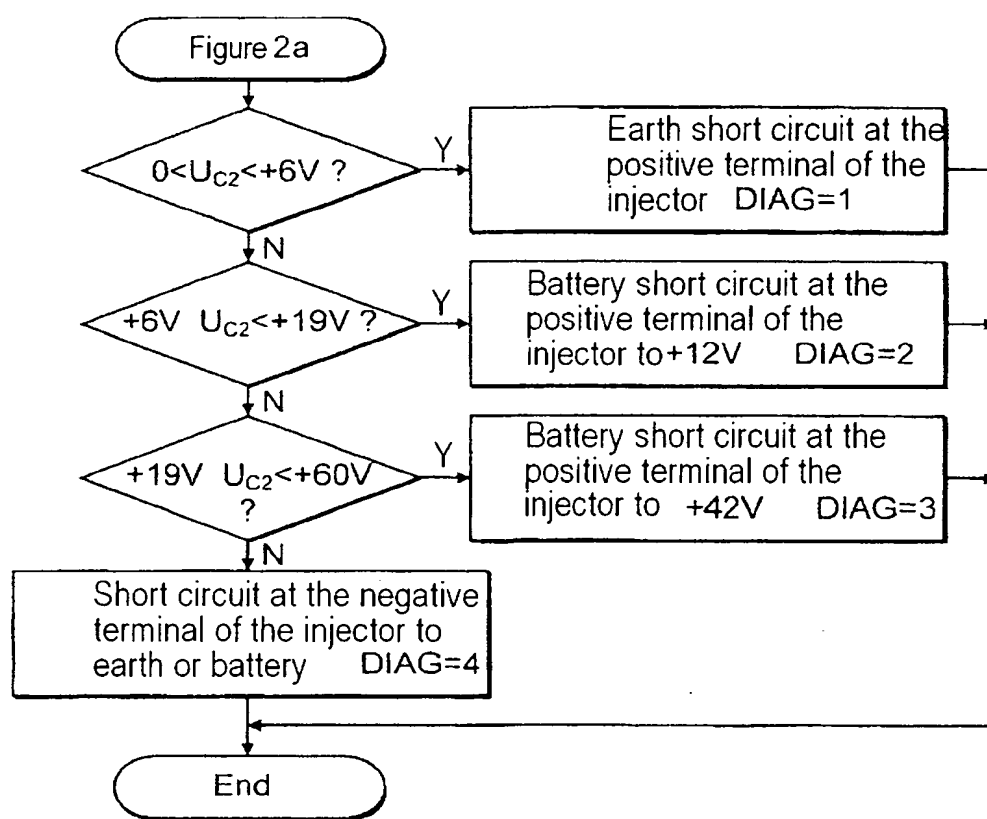 Figure 2a
0<UC2<+6V ?
Y
Earth short circuit at the
positive terminal of the
injector DIAG=1
N
+6V UC2<+19V ?
Y
Battery short circuit at the
positive terminal of the
injector to +12V DIAG=2
N
+19V UC2<+60V
?
Y
Battery short circuit at the
positive terminal of the
injector to +42V DIAG=3
N
Short circuit at the negative
terminal of the injector to
earth or battery DIAG=4
End